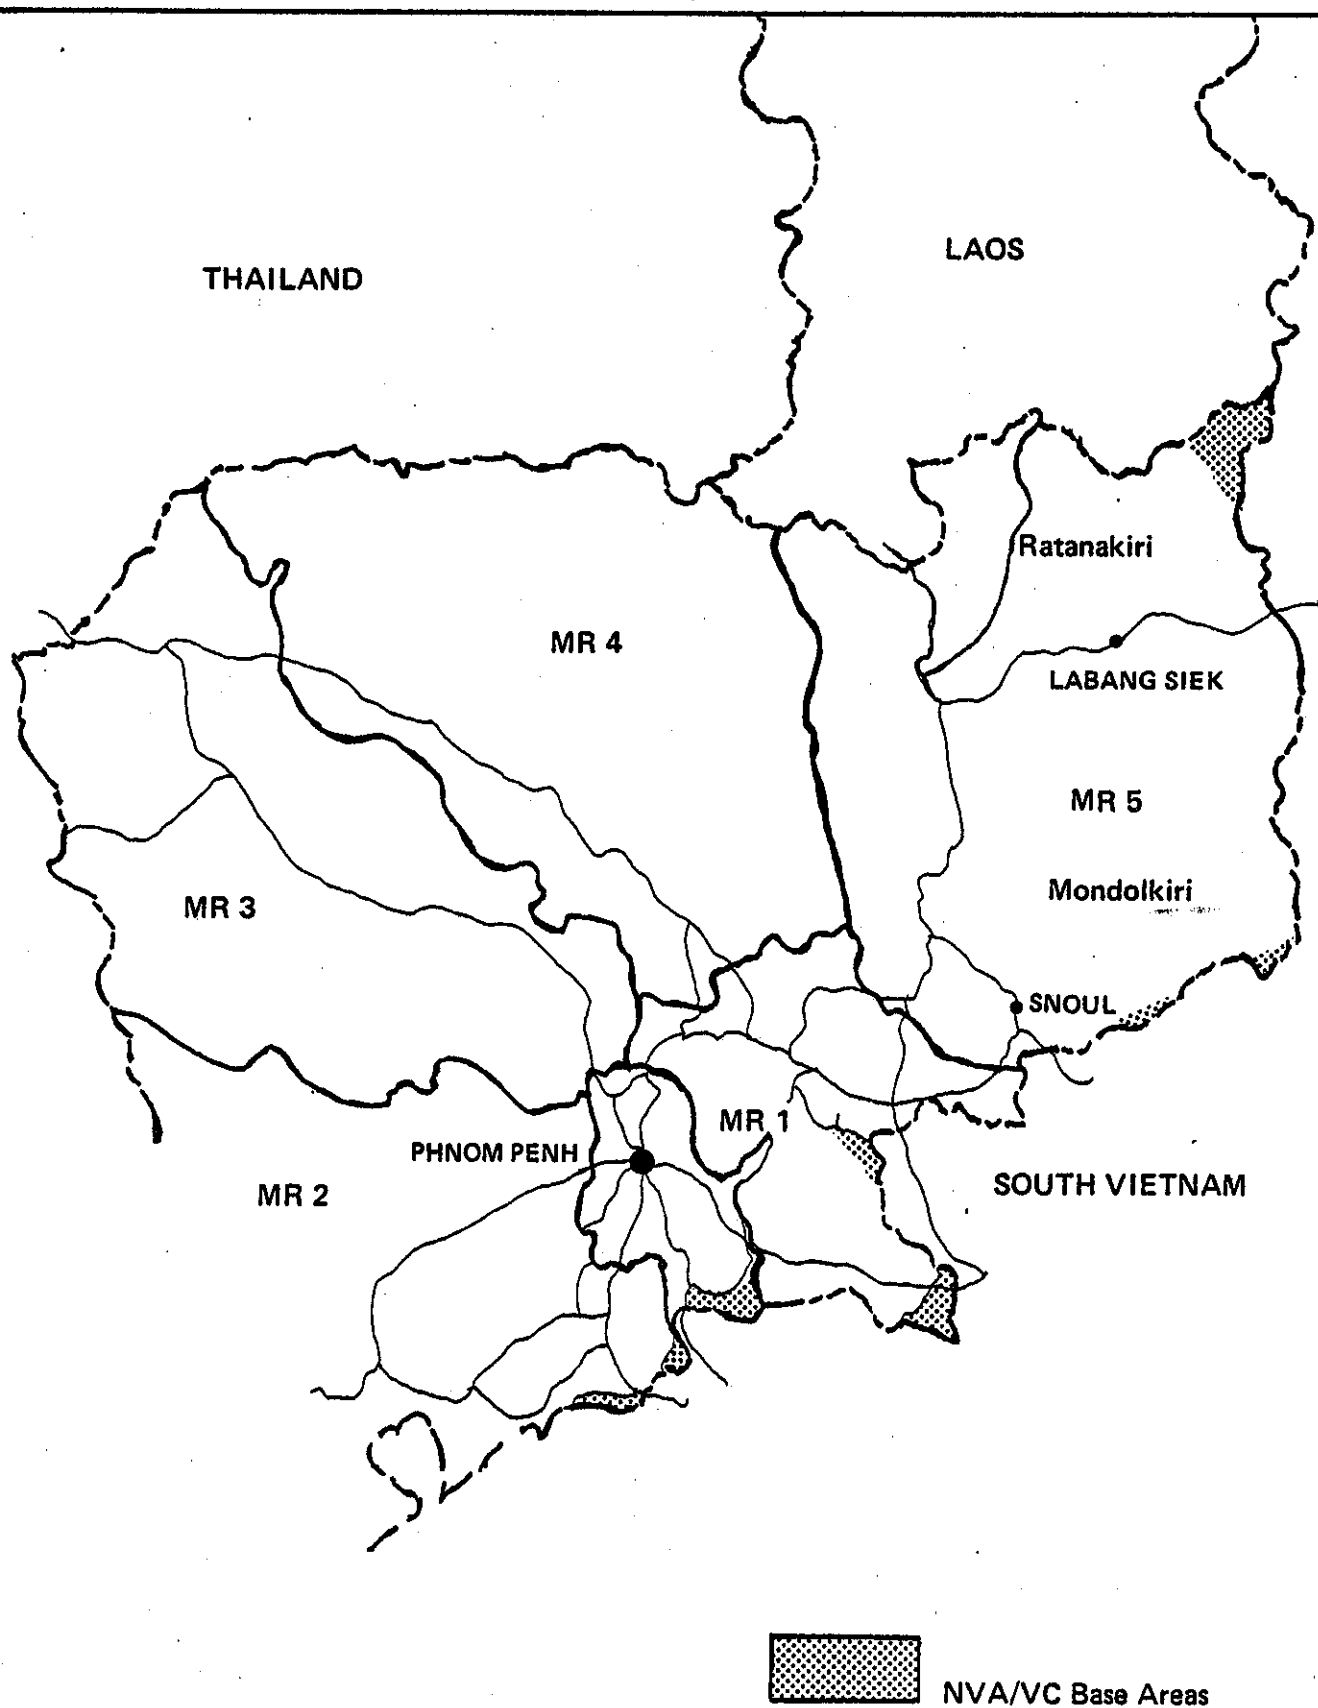 LAOS
THAILAND
Ratanakiri
MR 4
LABANG SIEK
MR 5
Mondolkiri
MR 3
SNOUL
MR 1
PHNOM PENH
SOUTH VIETNAM
MR 2
NVA/VC Base Areas